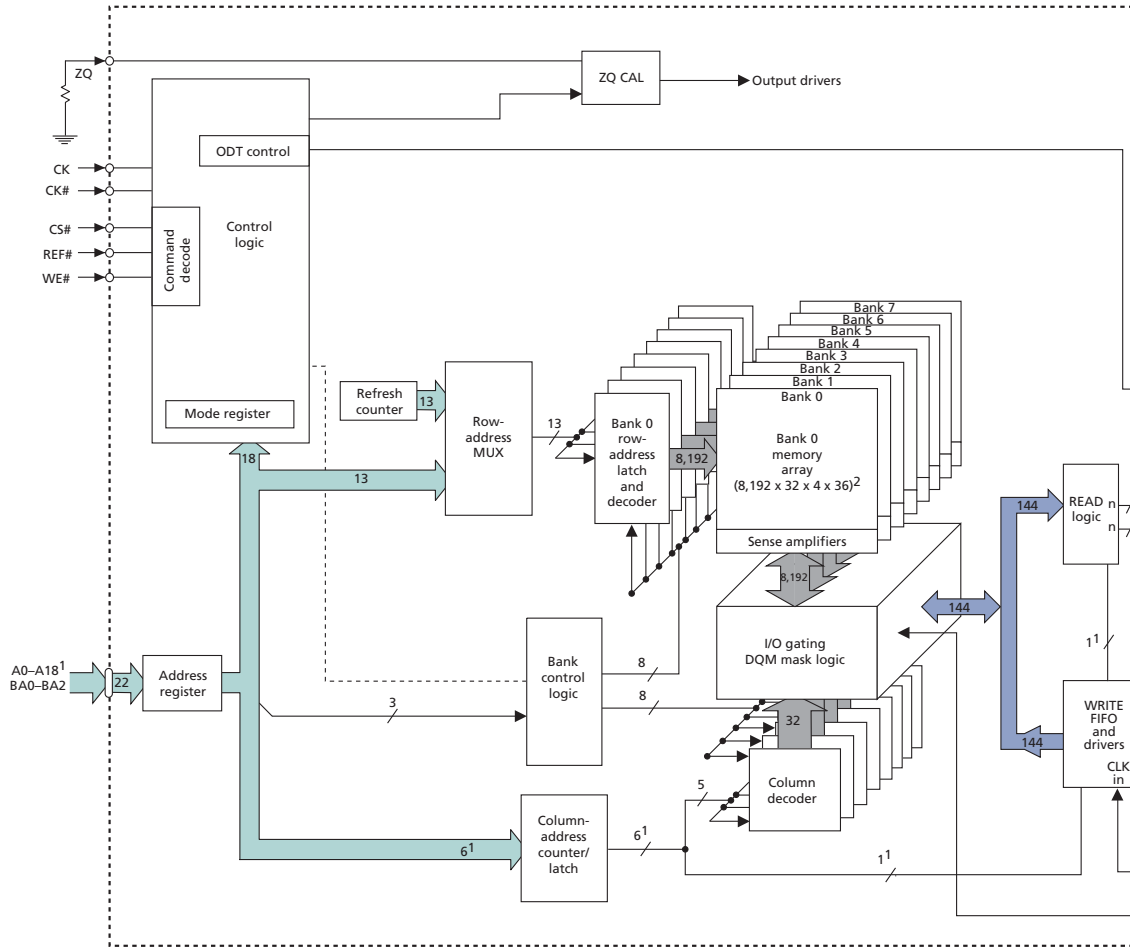 ZQ
ZQ CAL
Output drivers
ODT control
CK
CK#
CS#
REF#
WE#
Command
decode
Control
logic
Mode register
Refresh
counter
13
Row-
address
MUX
13
18
13
Bank 0
row-
address
latch
and
decoder
8,192
Bank 7
Bank 6
Bank 5
Bank 4
Bank 3
Bank 2
Bank 1
Bank 0
Bank 0
memory
array
(8,192 x 32 x 4 x 36)2
Sense amplifiers
8,192
I/O gating
DQM mask logic
144
144
READ
logic
n
n
1¹
A0–A18¹
BA0–BA2
22
Address
register
3
Bank
control
logic
8
8
32
Column
decoder
5
144
WRITE
FIFO
and
drivers
CLK
in
6¹
Column-
address
counter/
latch
6¹
1¹